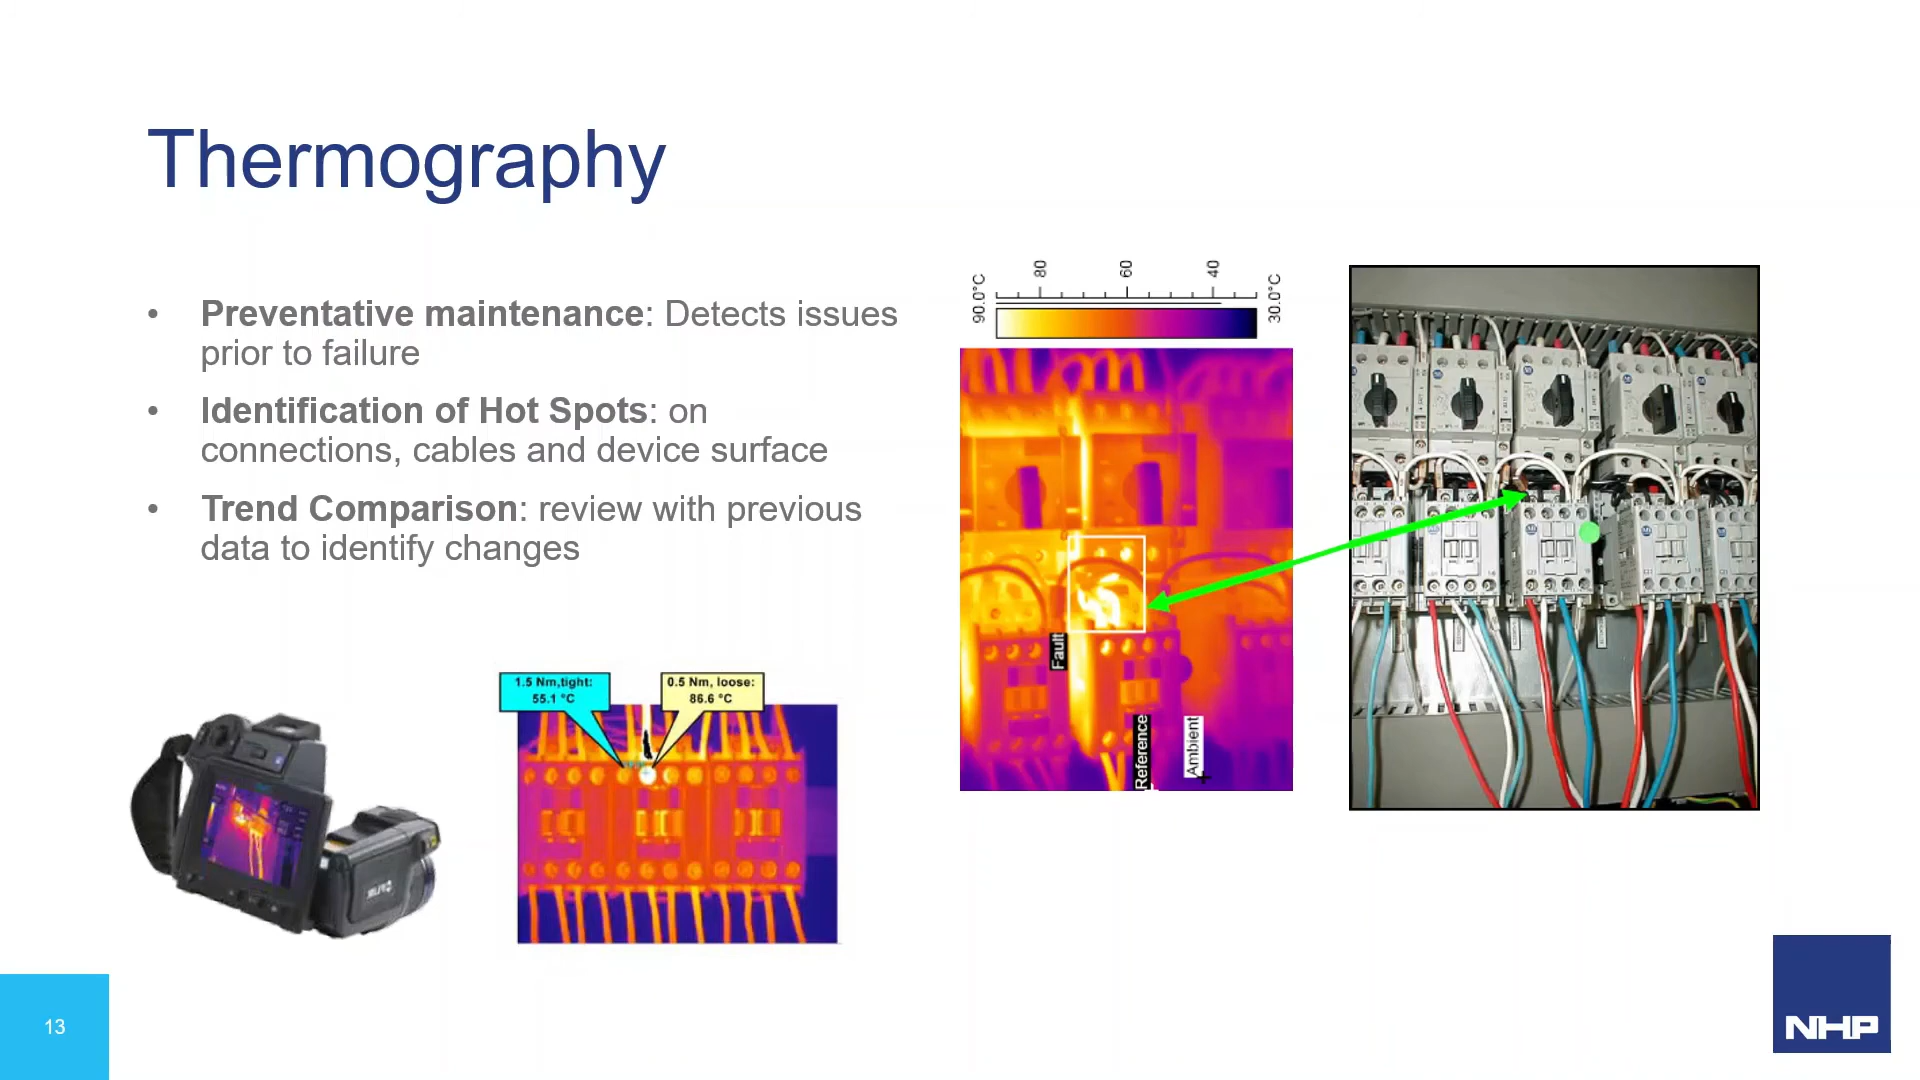 Thermography
• Preventative maintenance: Detects issues
prior to failure
• Identification of Hot Spots: on
connections, cables and device surface
• Trend Comparison: review with previous
data to identify changes
1.5 Nm,tight:
55.1 °C
0.5 Nm, loose:
86.6 °C
90.0°C
80
60
40
30.0°C
Fault
Reference
Ambient
13
NHP